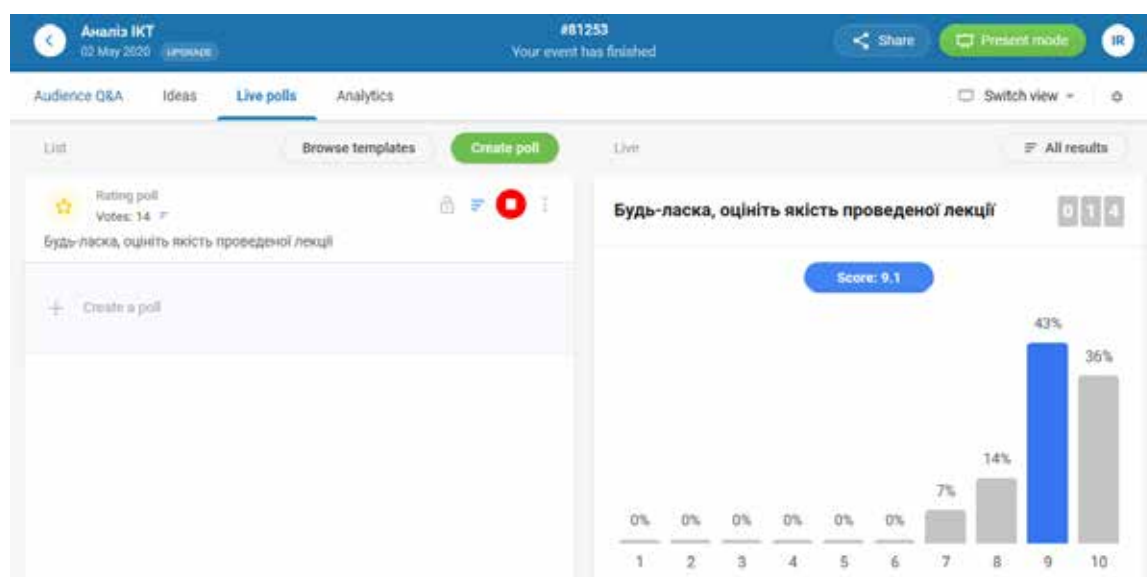 Аналіз ІКТ
02 May 2020 UPGRADE
#81253
Your event has finished
Share
Present mode
IR
Audience Q&A Ideas Live polls Analytics
Switch view
List
Browse templates
Create poll
Live
All results
Rating poll
Votes: 14
Будь-ласка, оцініть якість проведеної лекції
Create a poll
Будь-ласка, оцініть якість проведеної лекції
0 1 4
Score: 9.1
0% 0% 0% 0% 0% 0% 7% 14% 43% 36%
1 2 3 4 5 6 7 8 9 10